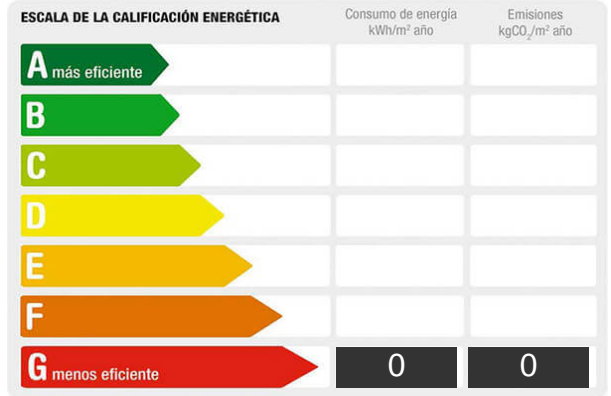 ESCALA DE LA CALIFICACIÓN ENERGÉTICA
Consumo de energía
kWh/m² año
Emisiones
kgCO₂/m² año
A más eficiente
B
C
D
E
F
G menos eficiente
0
0